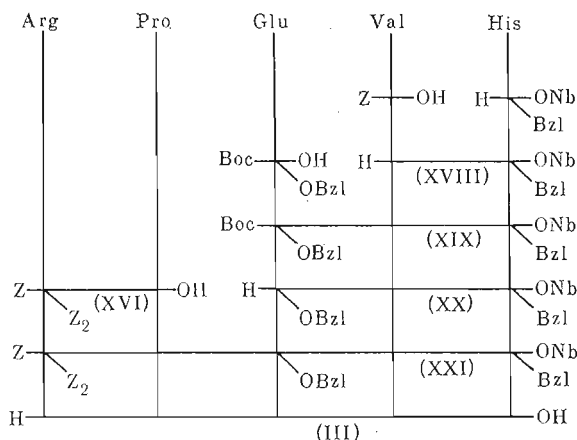 Arg Pro Glu Val His
Z OH H ONb
Bzl
Boc OH H (XVIII) ONb
OBzl Bzl
Boc (XIX) ONb
OBzl Bzl
Z (XVI) OH H (XX) ONb
Z₂ OBzl Bzl
Z (XXI) ONb
Z₂ OBzl Bzl
H (III) OH